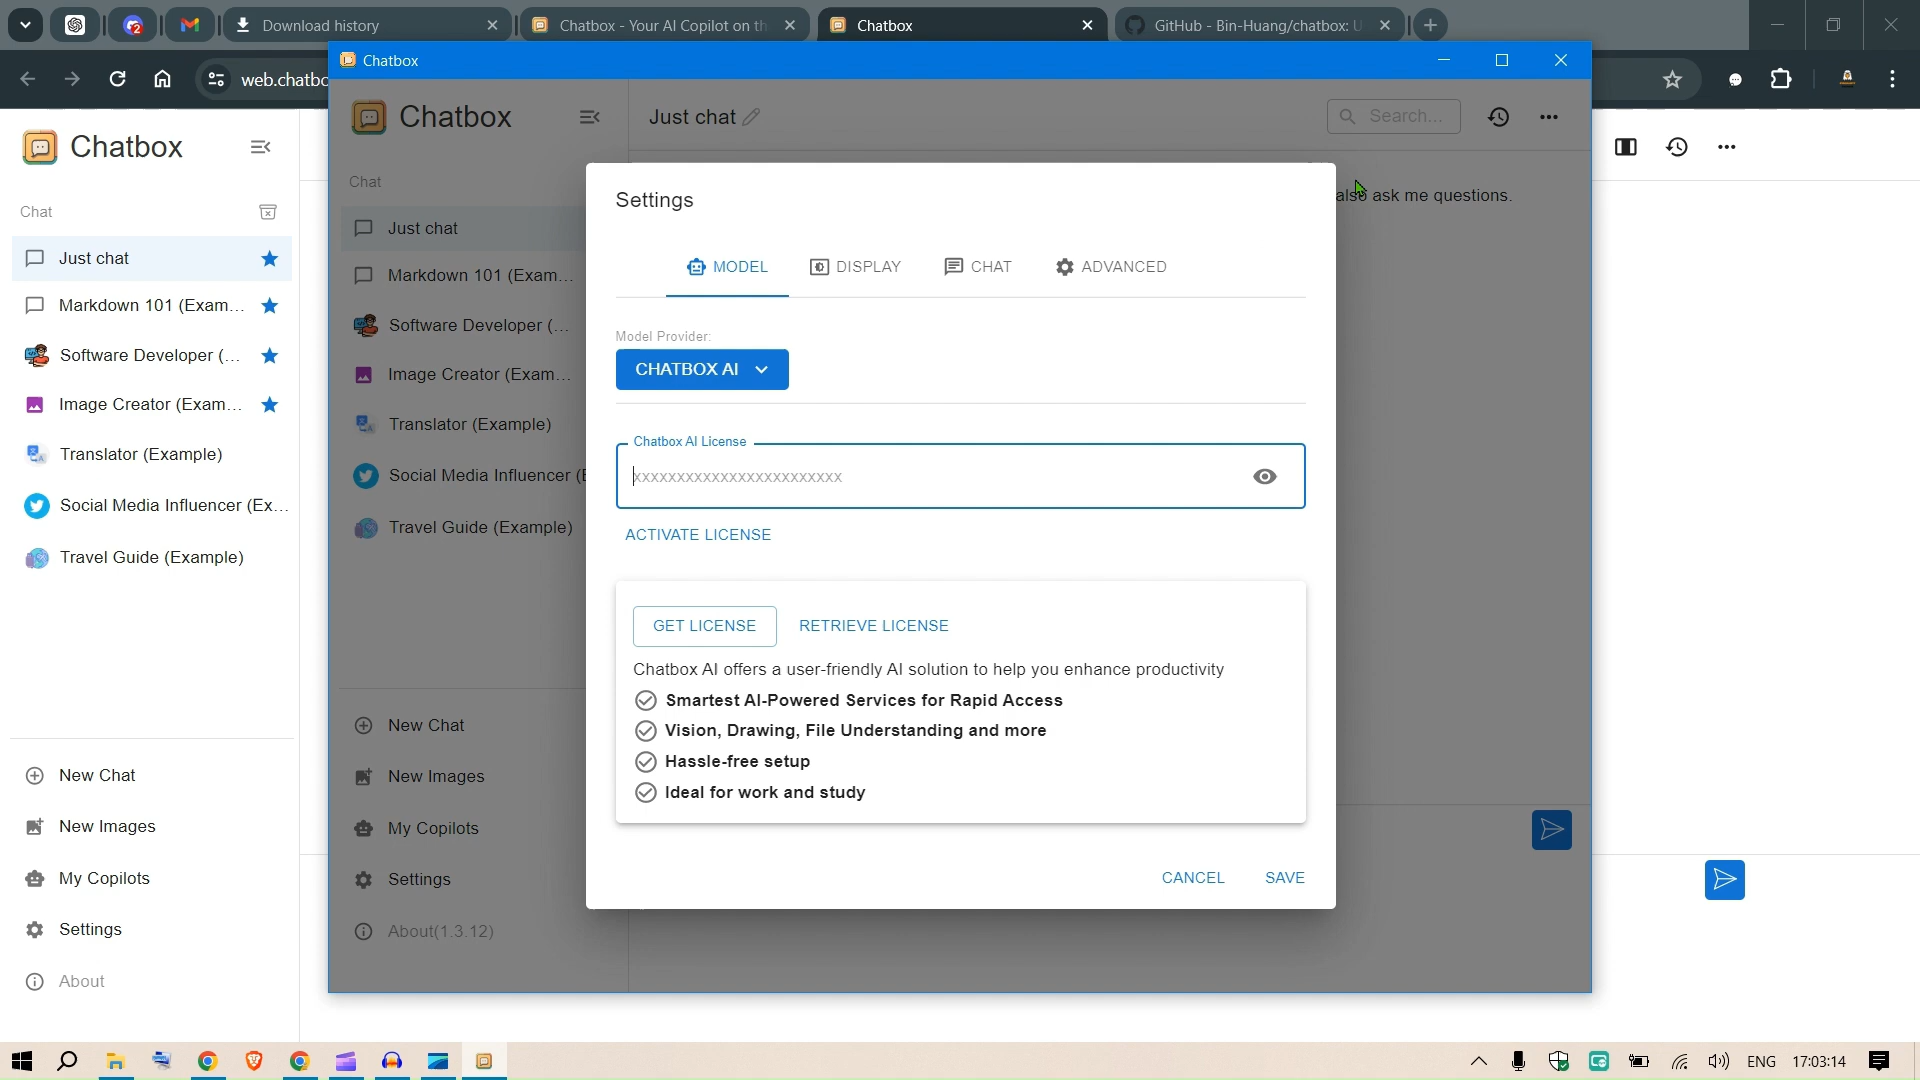 Download history
Chatbox - Your AI Copilot on th
Chatbox
GitHub - Bin-Huang/chatbox: U
web.chatbo
Chatbox
Chatbox
Chat
Just chat
Markdown 101 (Exam...
Software Developer (...
Image Creator (Exam...
Translator (Example)
Social Media Influencer (Ex...
Travel Guide (Example)
New Chat
New Images
My Copilots
Settings
About
Chatbox
Just chat
Search...
Chat
Just chat
Markdown 101 (Exam...
Software Developer (...
Image Creator (Exam...
Translator (Example)
Social Media Influencer (E
Travel Guide (Example)
New Chat
New Images
My Copilots
Settings
About(1.3.12)
also ask me questions.
Settings
MODEL
DISPLAY
CHAT
ADVANCED
Model Provider:
CHATBOX AI
Chatbox AI License
xxxxxxxxxxxxxxxxxxxxxxxx
ACTIVATE LICENSE
GET LICENSE
RETRIEVE LICENSE
Chatbox AI offers a user-friendly AI solution to help you enhance productivity
Smartest AI-Powered Services for Rapid Access
Vision, Drawing, File Understanding and more
Hassle-free setup
Ideal for work and study
CANCEL
SAVE
ENG
17:03:14